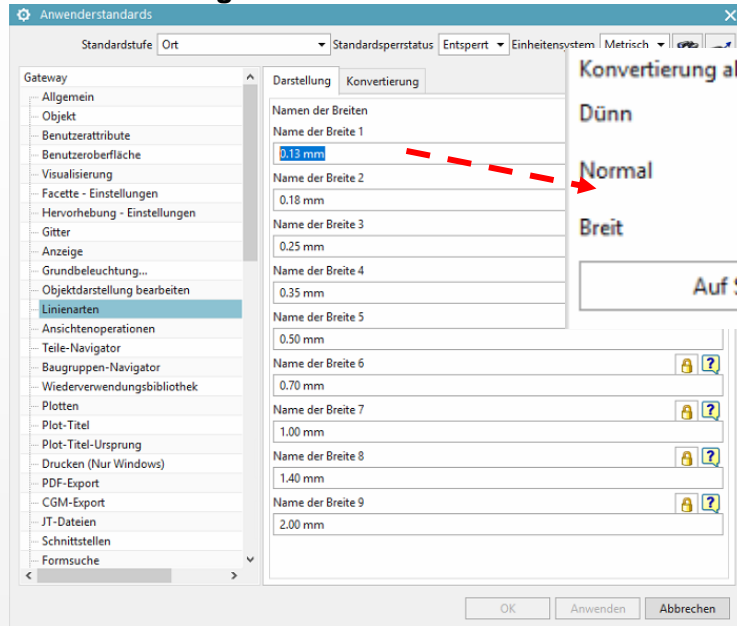 Anwenderstandards
Standardstufe Ort Standardsperrstatus Entsperrt Einheitensystem Metrisch
Gateway
Allgemein
Objekt
Benutzerattribute
Benutzeroberfläche
Visualisierung
Facette - Einstellungen
Hervorhebung - Einstellungen
Gitter
Anzeige
Grundbeleuchtung...
Objektdarstellung bearbeiten
Linienarten
Ansichtenoperationen
Teile-Navigator
Baugruppen-Navigator
Wiederverwendungsbibliothek
Plotten
Plot-Titel
Plot-Titel-Ursprung
Drucken (Nur Windows)
PDF-Export
CGM-Export
JT-Dateien
Schnittstellen
Formsuche
Darstellung Konvertierung
Namen der Breiten
Name der Breite 1
0.13 mm
Name der Breite 2
0.18 mm
Name der Breite 3
0.25 mm
Name der Breite 4
0.35 mm
Name der Breite 5
0.50 mm
Name der Breite 6
0.70 mm
Name der Breite 7
1.00 mm
Name der Breite 8
1.40 mm
Name der Breite 9
2.00 mm
Konvertierung
Dünn
Normal
Breit
Auf
OK Anwenden Abbrechen